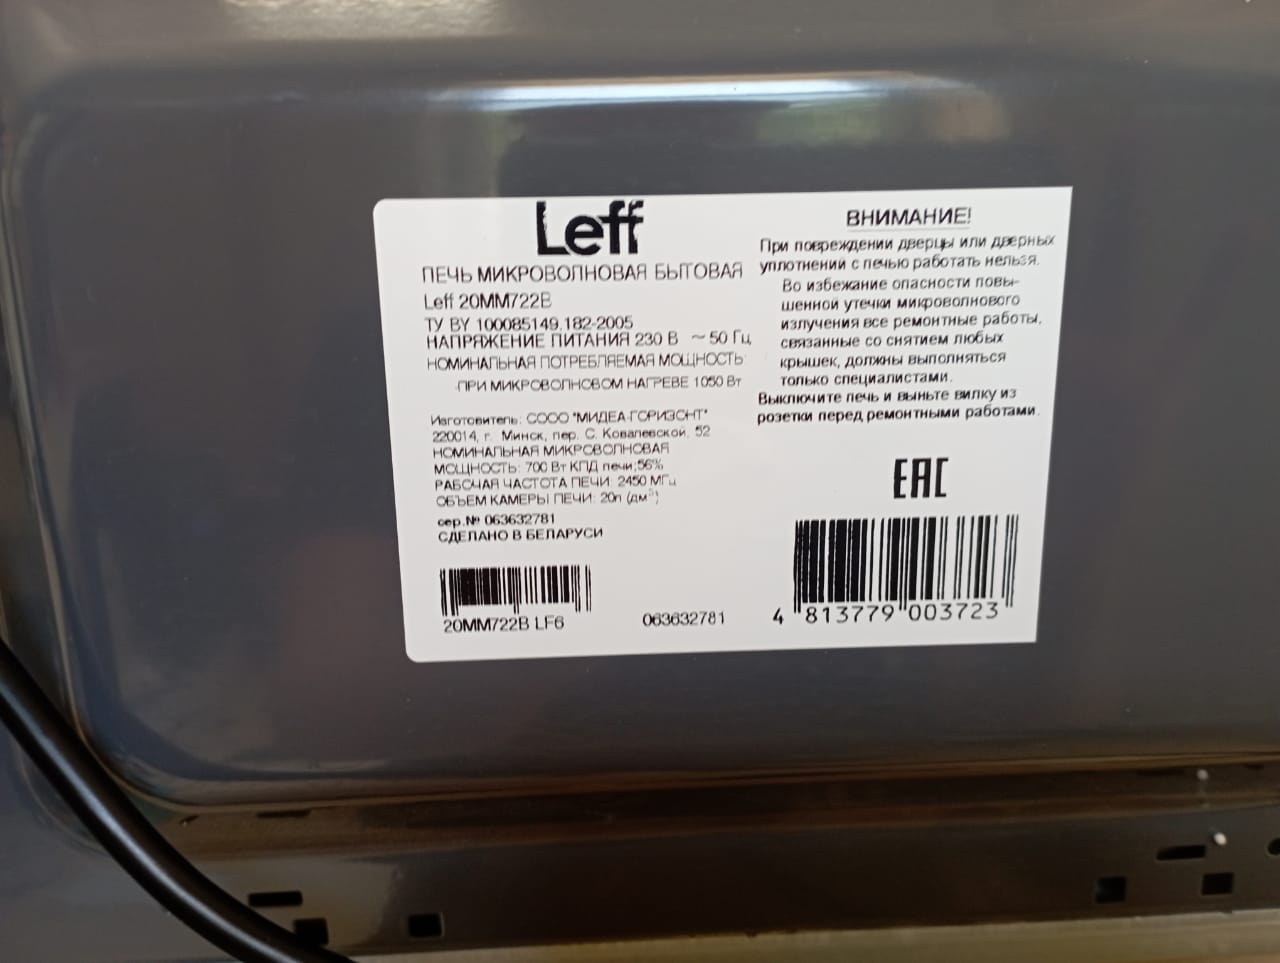 Leff
ПЕЧЬ МИКРОВОЛНОВАЯ БЫТОВАЯ
Leff 20MM722B
ТУ BY 100085149.182-2005
НАПРЯЖЕНИЕ ПИТАНИЯ 230 В ~ 50 Гц
НОМИНАЛЬНАЯ ПОТРЕБЛЯЕМАЯ МОЩНОСТЬ:
-ПРИ МИКРОВОЛНОВОМ НАГРЕВЕ 1050 Вт
Изготовитель: СООО "МИДЕА-ГОРИЗОНТ"
220014, г. Минск, пер. С. Ковалевской, 52
НОМИНАЛЬНАЯ МИКРОВОЛНОВАЯ
МОЩНОСТЬ: 700 Вт КПД печи;56%
РАБОЧАЯ ЧАСТОТА ПЕЧИ: 2450 МГц
ОБЪЕМ КАМЕРЫ ПЕЧИ: 20л (дм³)
сер.№ 063632781
СДЕЛАНО В БЕЛАРУСИ
20MM722B LF6
063632781
ВНИМАНИЕ!
При повреждении дверцы или дверных
уплотнений с печью работать нельзя.
Во избежание опасности повы-
шенной утечки микроволнового
излучения все ремонтные работы,
связанные со снятием любых
крышек, должны выполняться
только специалистами.
Выключите печь и выньте вилку из
розетки перед ремонтными работами.
EAC
4 813779 003723